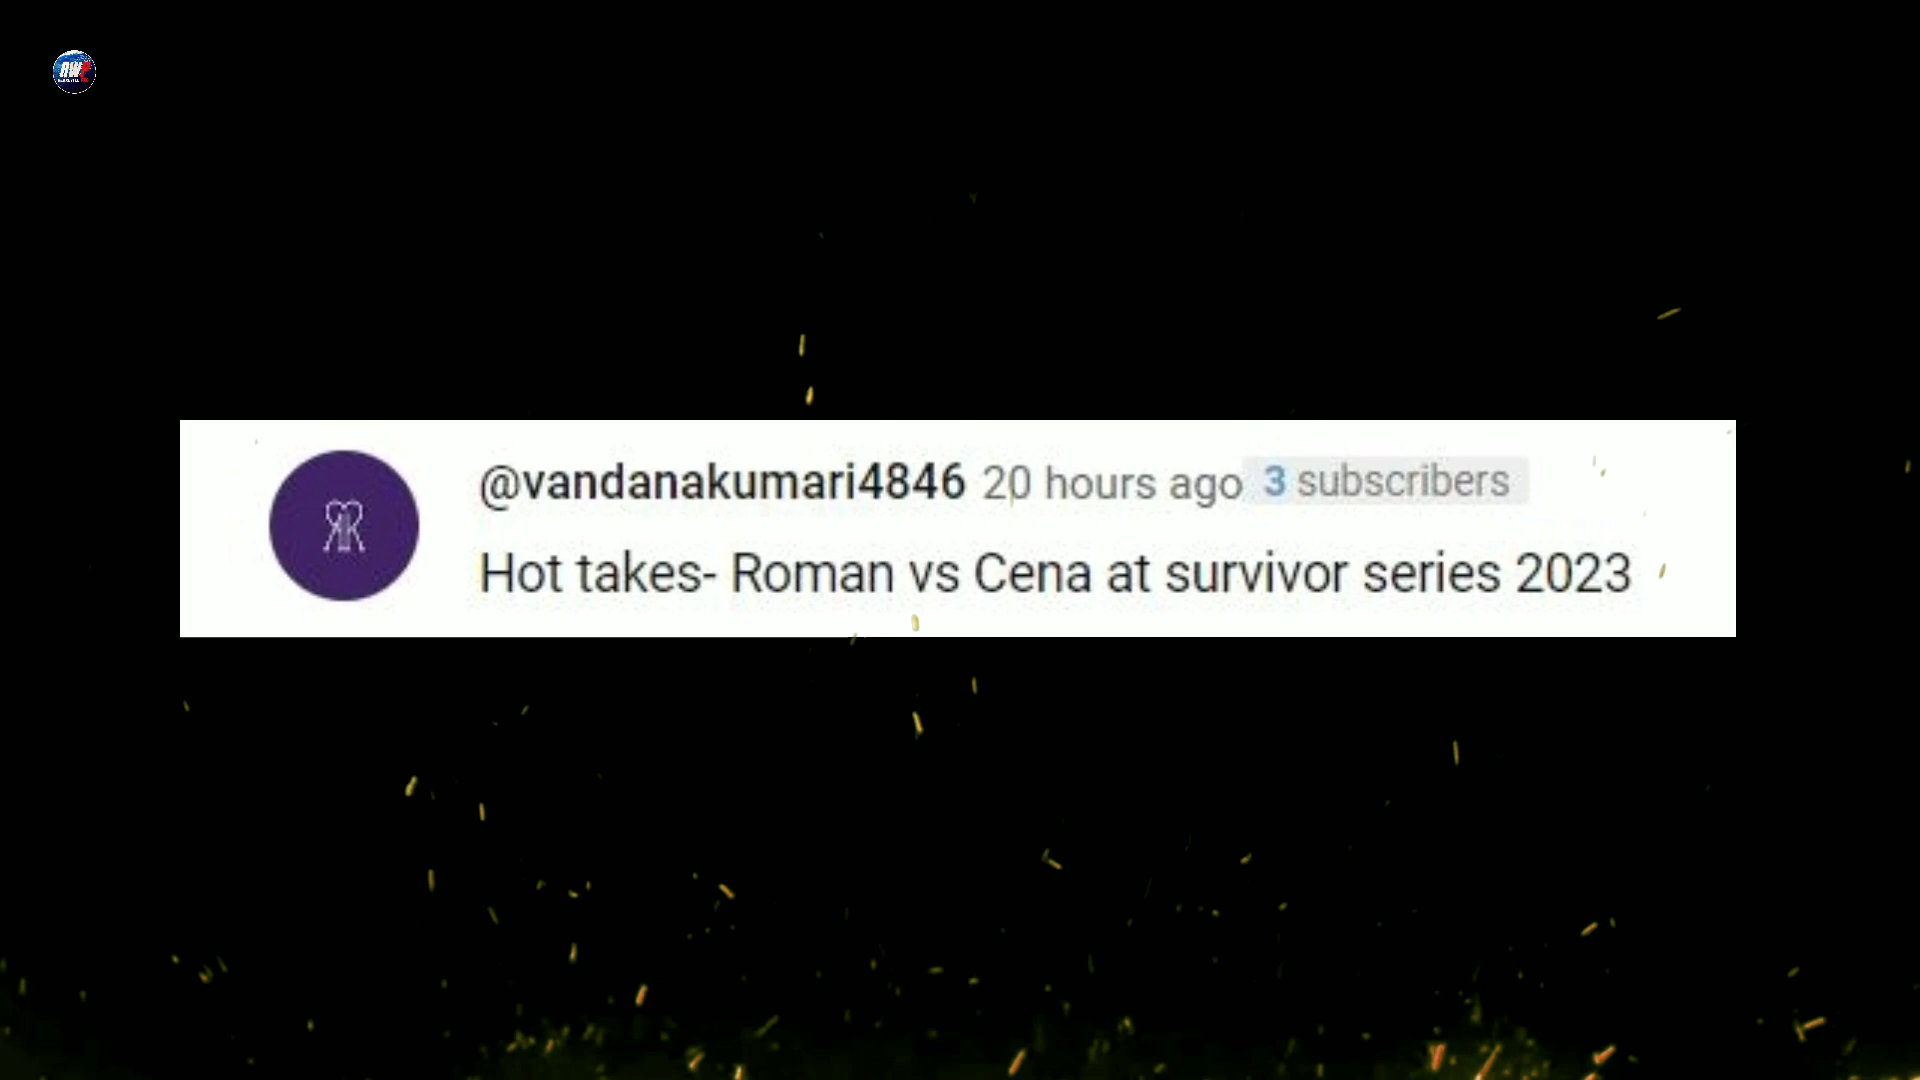 @vandanakumari4846 20 hours ago 3 subscribers
Hot takes- Roman vs Cena at survivor series 2023